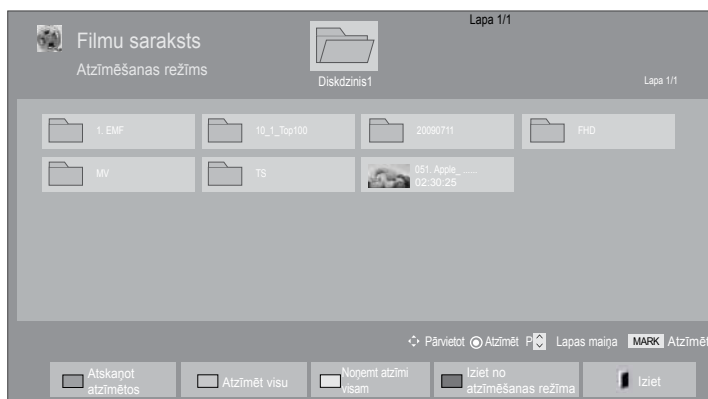 Lapa 1/1
Filmu saraksts
Atzīmēšanas režīms
Diskdzinis1
Lapa 1/1
1. EMF
10_1_Top100
20090711
FHD
MV
TS
051. Apple_ ......
02:30:25
Pārvietot Atzīmēt P Lapas maiņa MARK Atzīmēt
Atskaņot
atzīmētos
Atzīmēt visu
Noņemt atzīmi
visam
Iziet no
atzīmēšanas režīma
Iziet